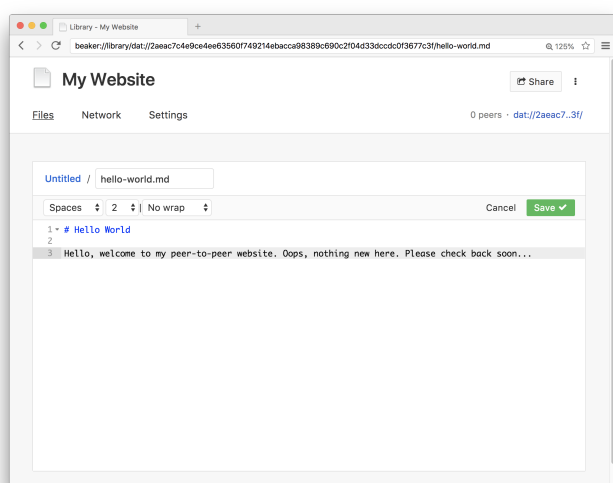 Library - My Website
beaker://library/dat://2aeac7c4e9ce4ee63560f749214ebacca98389c690c2f04d33dccdc0f3677c3f/hello-world.md
125%
My Website
Share
Files Network Settings
0 peers · dat://2aeac7..3f/
Untitled / hello-world.md
Spaces 2 | No wrap
Cancel Save
1 # Hello World
2
3 Hello, welcome to my peer-to-peer website. Oops, nothing new here. Please check back soon...